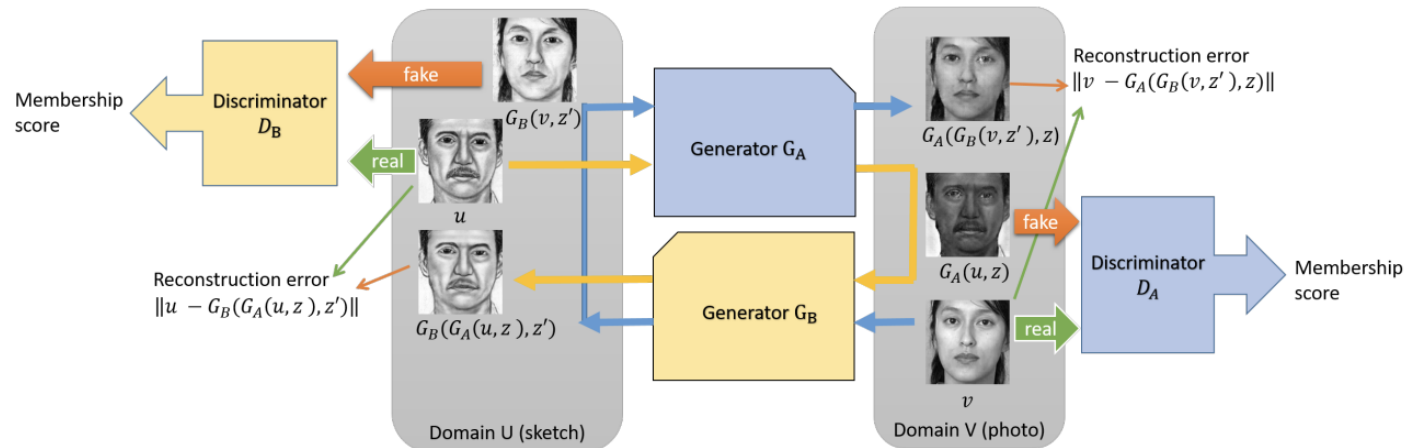 Membership
score
Discriminator
D_B
fake
real
G_B(v, z′)
u
Reconstruction error
‖u − G_B(G_A(u, z), z′)‖
G_B(G_A(u, z), z′)
Domain U (sketch)
Generator G_A
Generator G_B
G_A(G_B(v, z′), z)
G_A(u, z)
v
Domain V (photo)
Reconstruction error
‖v − G_A(G_B(v, z′), z)‖
fake
real
Discriminator
D_A
Membership
score